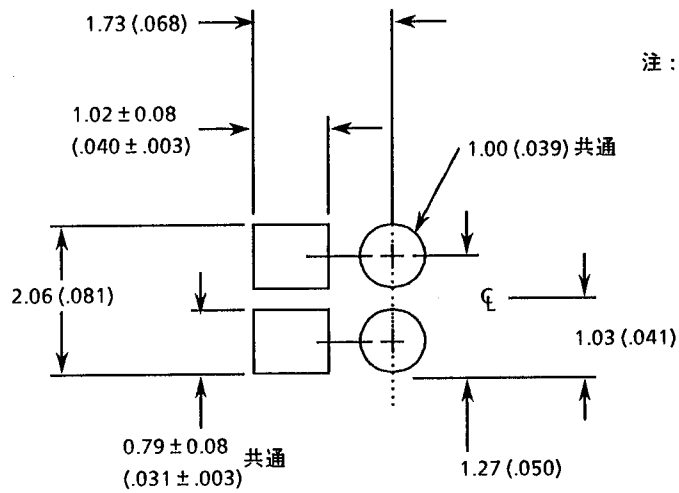 1.73 (.068)
注：
1.02 ± 0.08
(.040 ± .003)
1.00 (.039) 共通
2.06 (.081)
℄
1.03 (.041)
0.79 ± 0.08
(.031 ± .003) 共通
1.27 (.050)